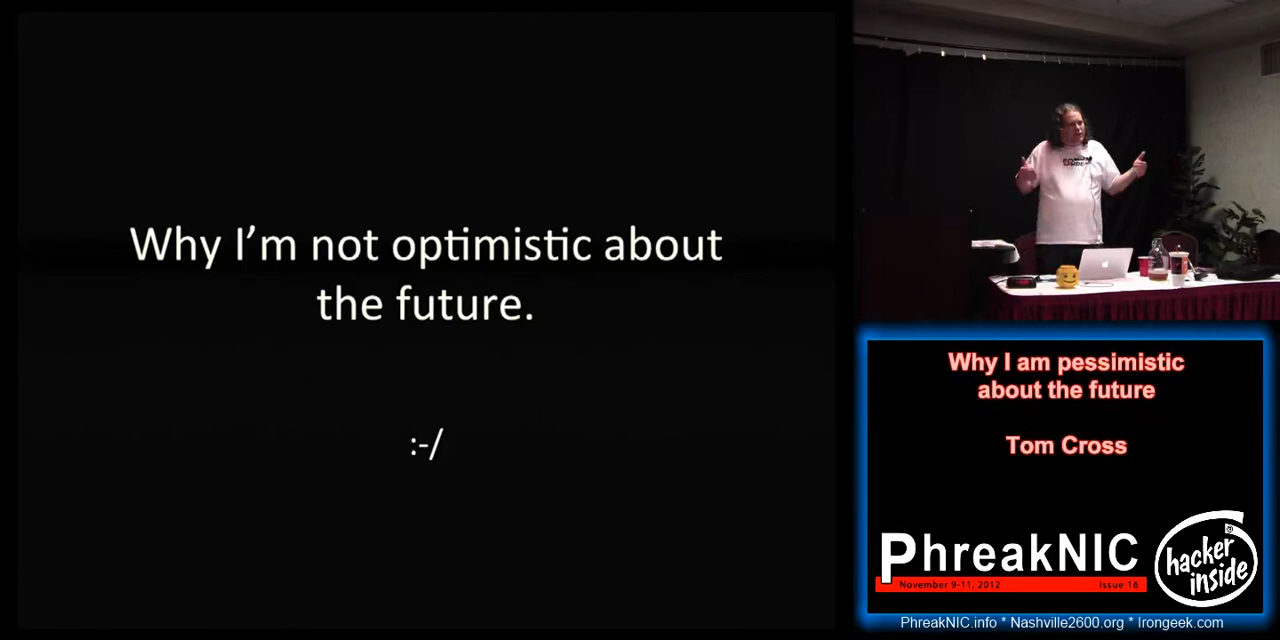 Why I'm not optimistic about
the future.
:-/
Why I am pessimistic
about the future
Tom Cross
PhreakNIC
November 9-11, 2012
Issue 16
hacker
inside
PhreakNIC.info * Nashville2600.org * Irongeek.com